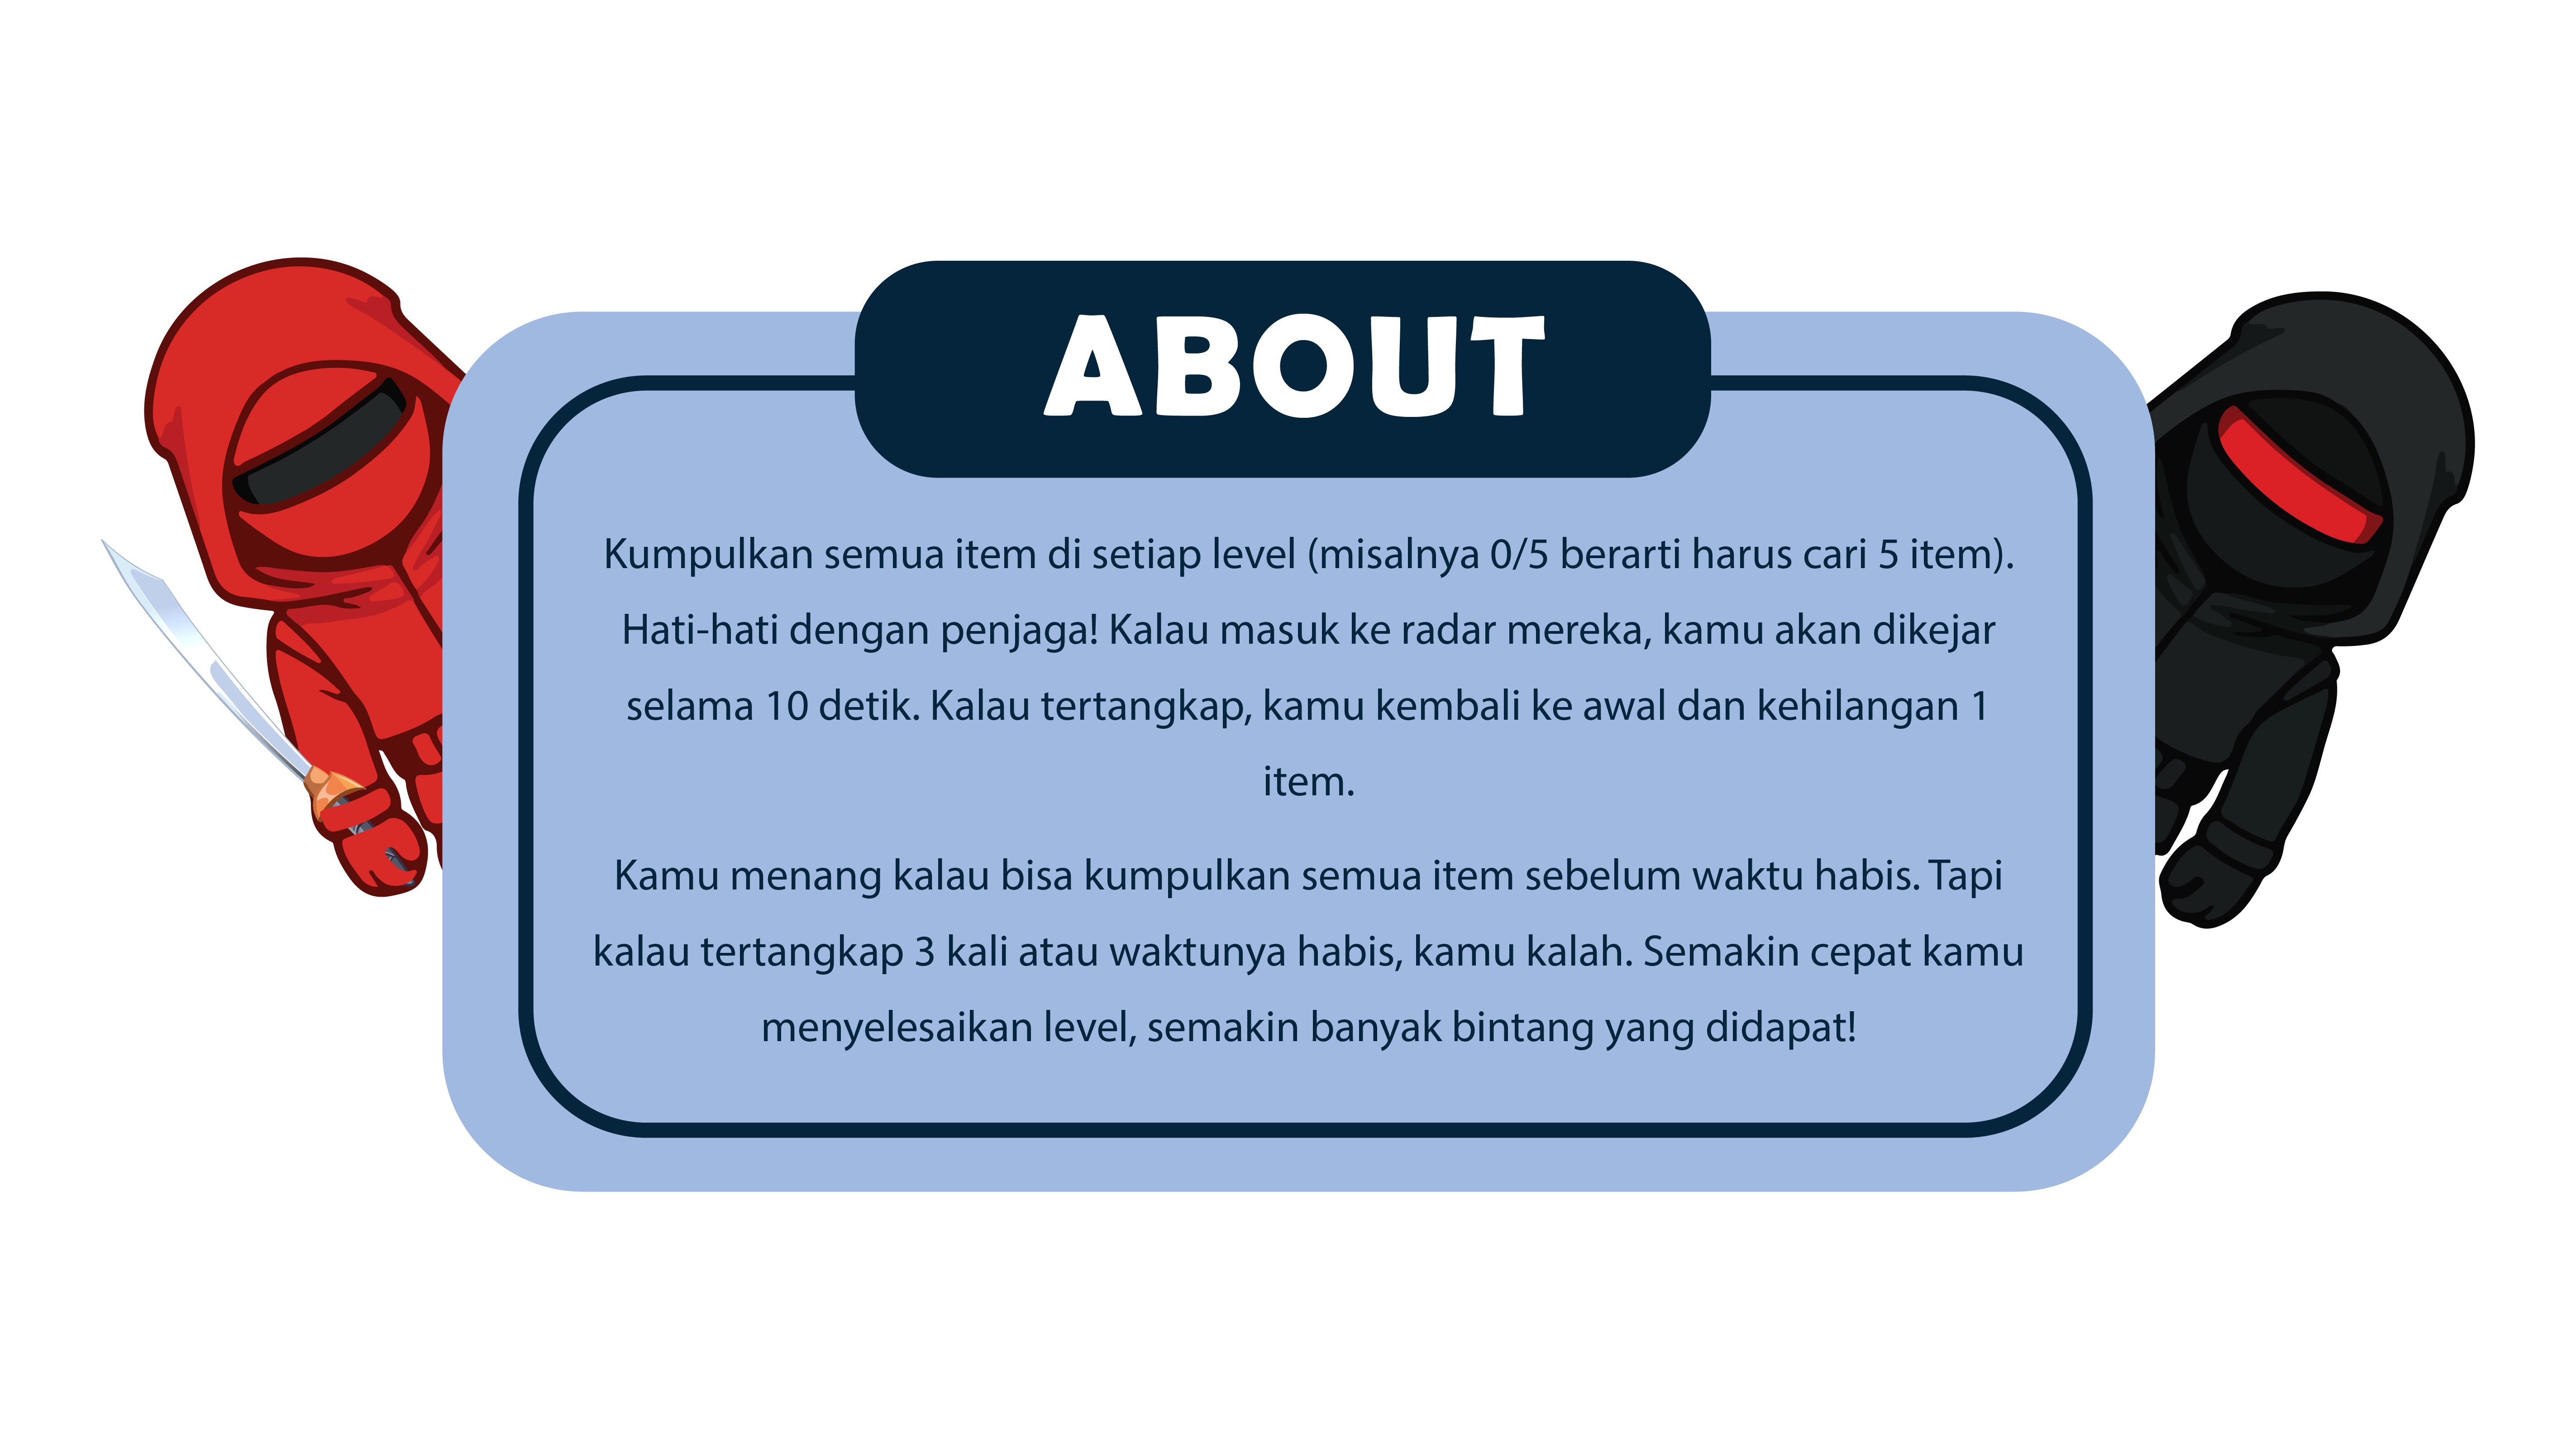 ABOUT
Kumpulkan semua item di setiap level (misalnya 0/5 berarti harus cari 5 item).
Hati-hati dengan penjaga! Kalau masuk ke radar mereka, kamu akan dikejar
selama 10 detik. Kalau tertangkap, kamu kembali ke awal dan kehilangan 1
item.
Kamu menang kalau bisa kumpulkan semua item sebelum waktu habis. Tapi
kalau tertangkap 3 kali atau waktunya habis, kamu kalah. Semakin cepat kamu
menyelesaikan level, semakin banyak bintang yang didapat!